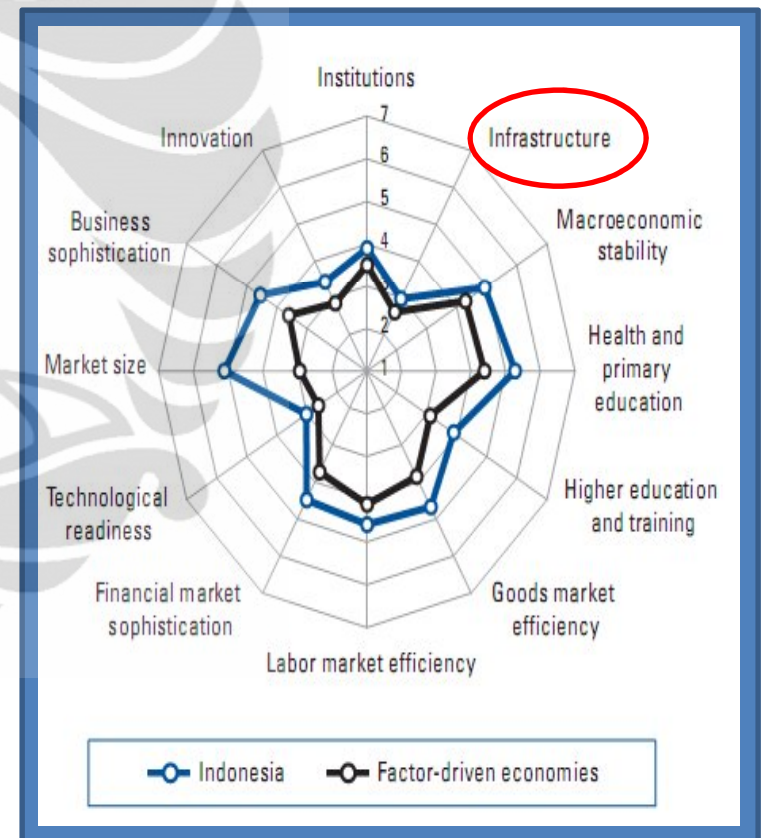 Institutions
7
6
5
4
3
2
1
Infrastructure
Macroeconomic
stability
Health and
primary
education
Higher education
and training
Goods market
efficiency
Labor market efficiency
Financial market
sophistication
Technological
readiness
Market size
Business
sophistication
Innovation
Indonesia
Factor-driven economies